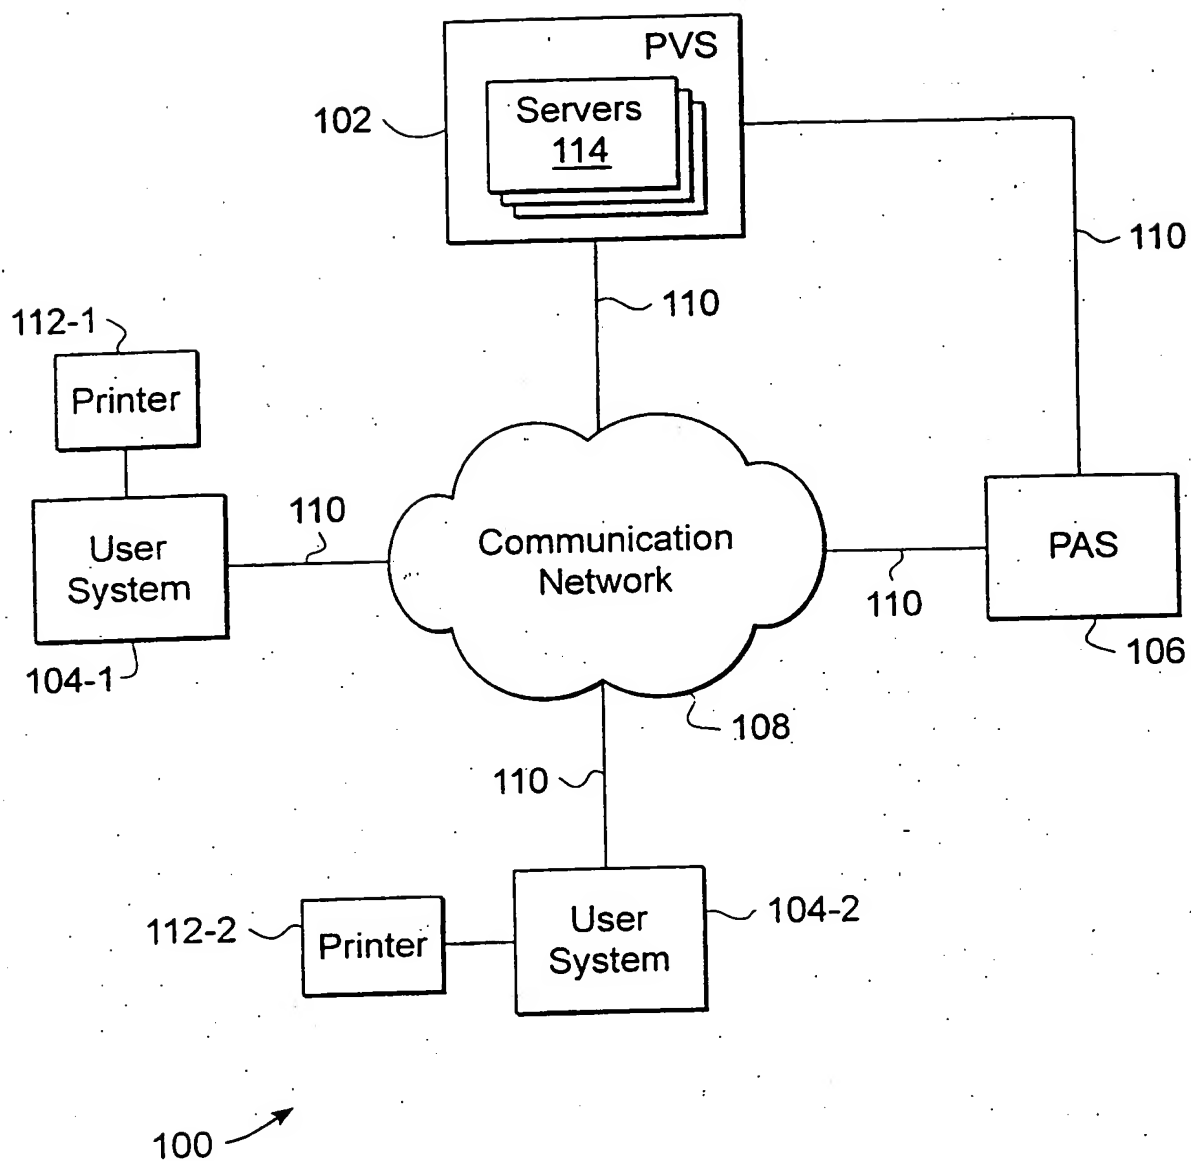 PVS
Servers
114
102
110
110
112-1
Printer
User
System
110
104-1
Communication
Network
110
PAS
106
108
110
112-2
Printer
User
System
104-2
100